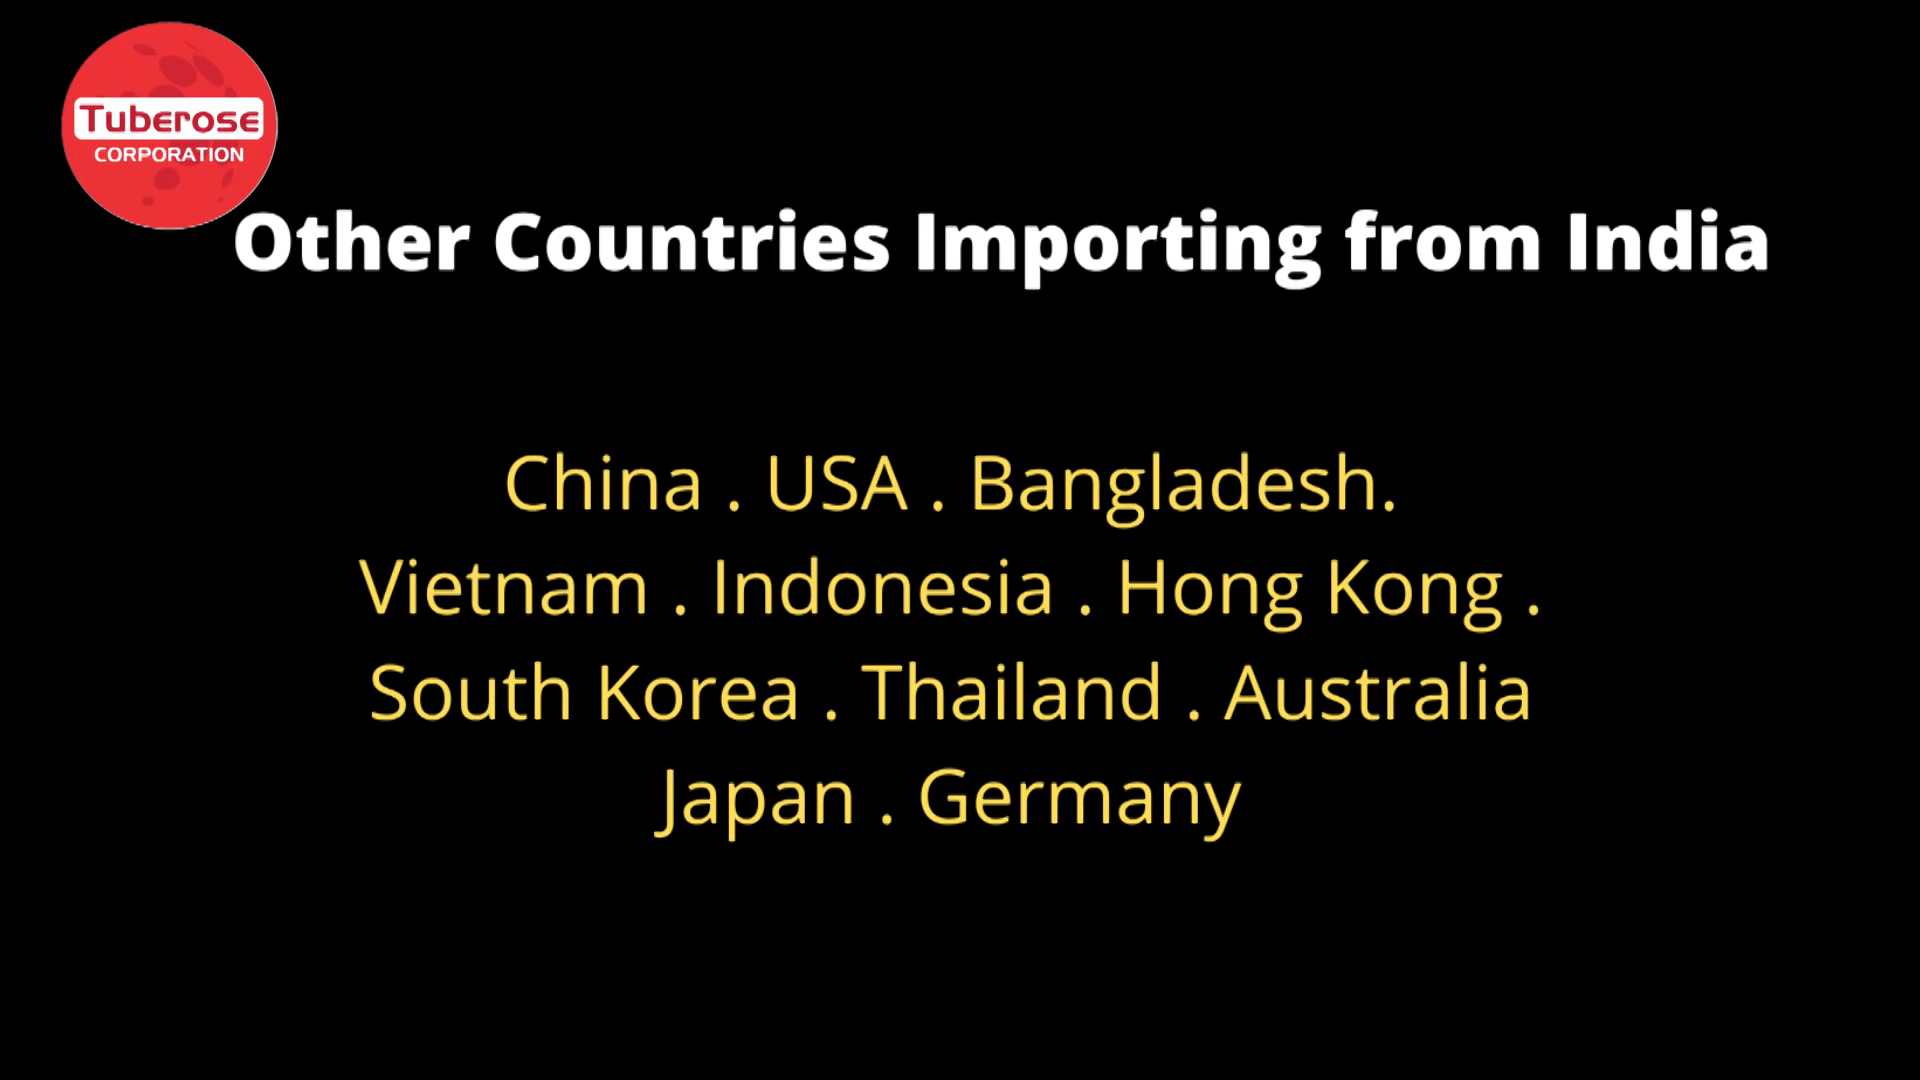 Tuberose
CORPORATION
Other Countries Importing from India
China . USA . Bangladesh.
Vietnam . Indonesia . Hong Kong .
South Korea . Thailand . Australia
Japan . Germany